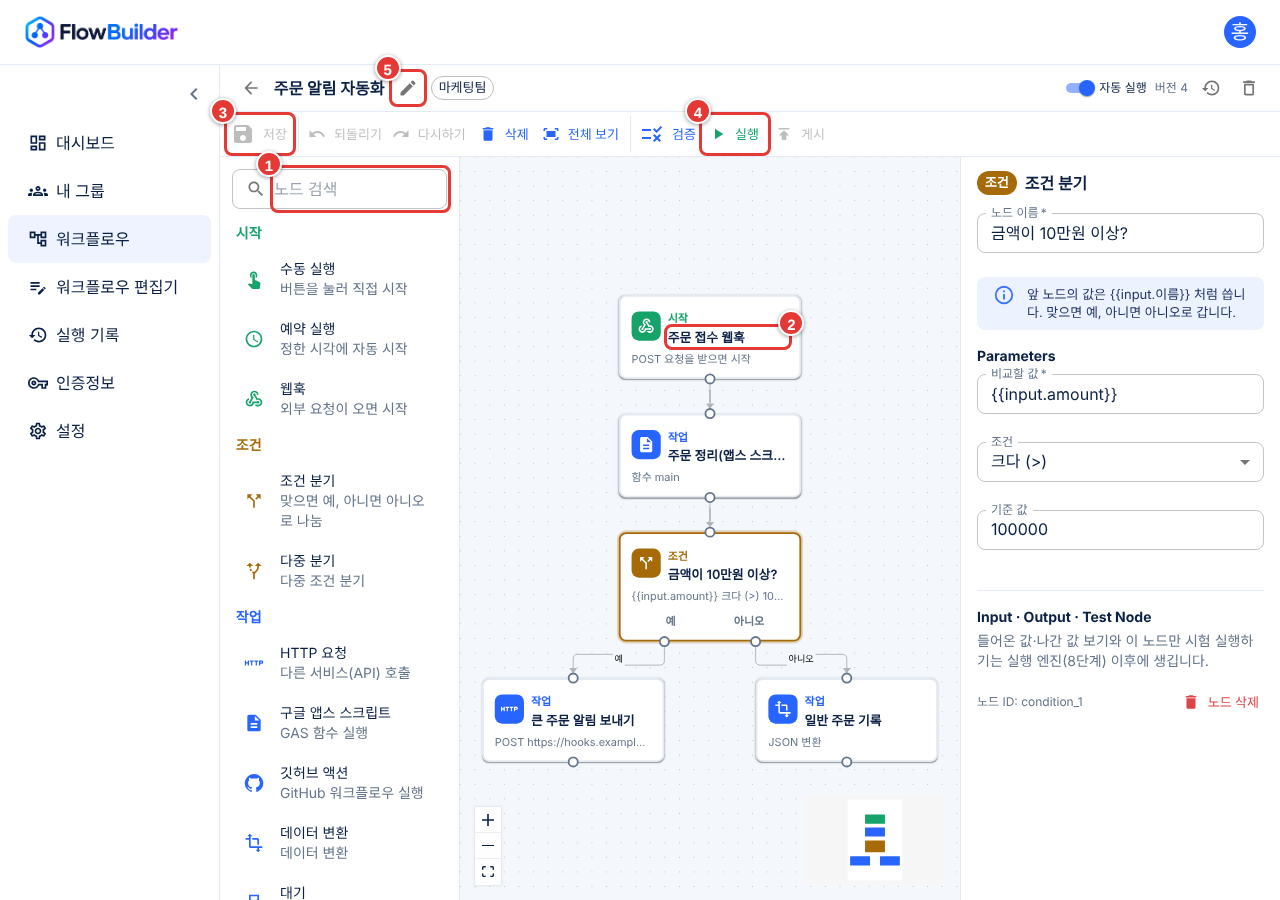 FlowBuilder
홍
주문 알림 자동화
5
마케팅팀
자동 실행
버전 4
3
저장
되돌리기
다시하기
삭제
전체 보기
검증
4
실행
게시
대시보드
내 그룹
워크플로우
워크플로우 편집기
실행 기록
인증정보
설정
1
노드 검색
시작
수동 실행
버튼을 눌러 직접 시작
예약 실행
정한 시각에 자동 시작
웹훅
외부 요청이 오면 시작
조건
조건 분기
맞으면 예, 아니면 아니오
로 나눔
다중 분기
다중 조건 분기
작업
HTTP
HTTP 요청
다른 서비스(API) 호출
구글 앱스 스크립트
GAS 함수 실행
깃허브 액션
GitHub 워크플로우 실행
데이터 변환
데이터 변환
대기
시작
2
주문 접수 웹훅
POST 요청을 받으면 시작
작업
주문 정리(앱스 스크...
함수 main
조건
금액이 10만원 이상?
{{input.amount}} 크다 (>) 10...
예
아니오
예
아니오
HTTP
작업
큰 주문 알림 보내기
POST https://hooks.exampl...
작업
일반 주문 기록
JSON 변환
조건
조건 분기
노드 이름 *
금액이 10만원 이상?
앞 노드의 값은 {{input.이름}} 처럼 씁니
다. 맞으면 예, 아니면 아니오로 갑니다.
Parameters
비교할 값 *
{{input.amount}}
조건
크다 (>)
기준 값
100000
Input · Output · Test Node
들어온 값·나간 값 보기와 이 노드만 시험 실행하
기는 실행 엔진(8단계) 이후에 생깁니다.
노드 ID: condition_1
노드 삭제